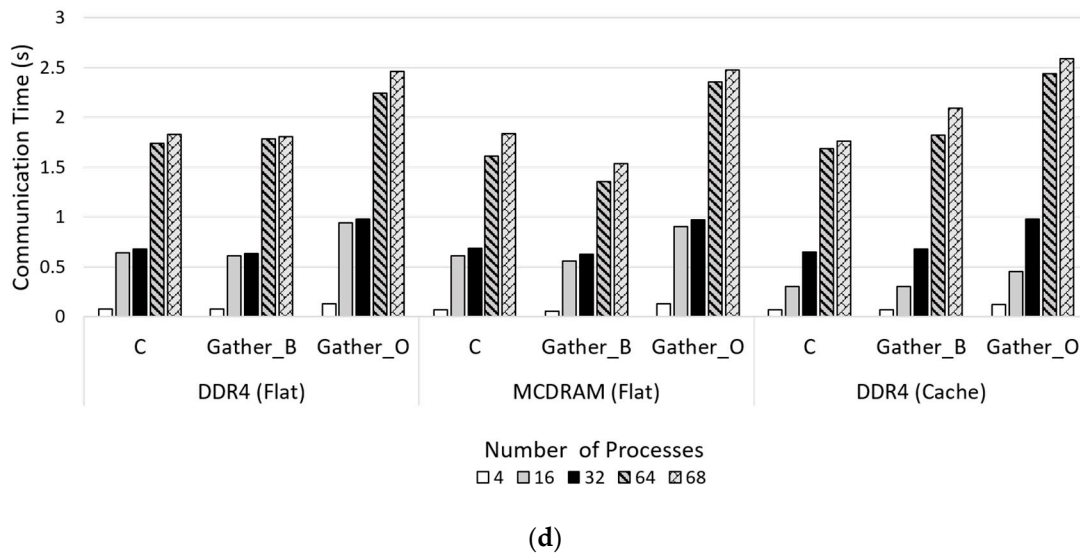 3
2.5
2
1.5
1
0.5
0
Communication Time (s)
C Gather_B Gather_O C Gather_B Gather_O C Gather_B Gather_O
DDR4 (Flat) MCDRAM (Flat) DDR4 (Cache)
Number of Processes
4 16 32 64 68
(d)